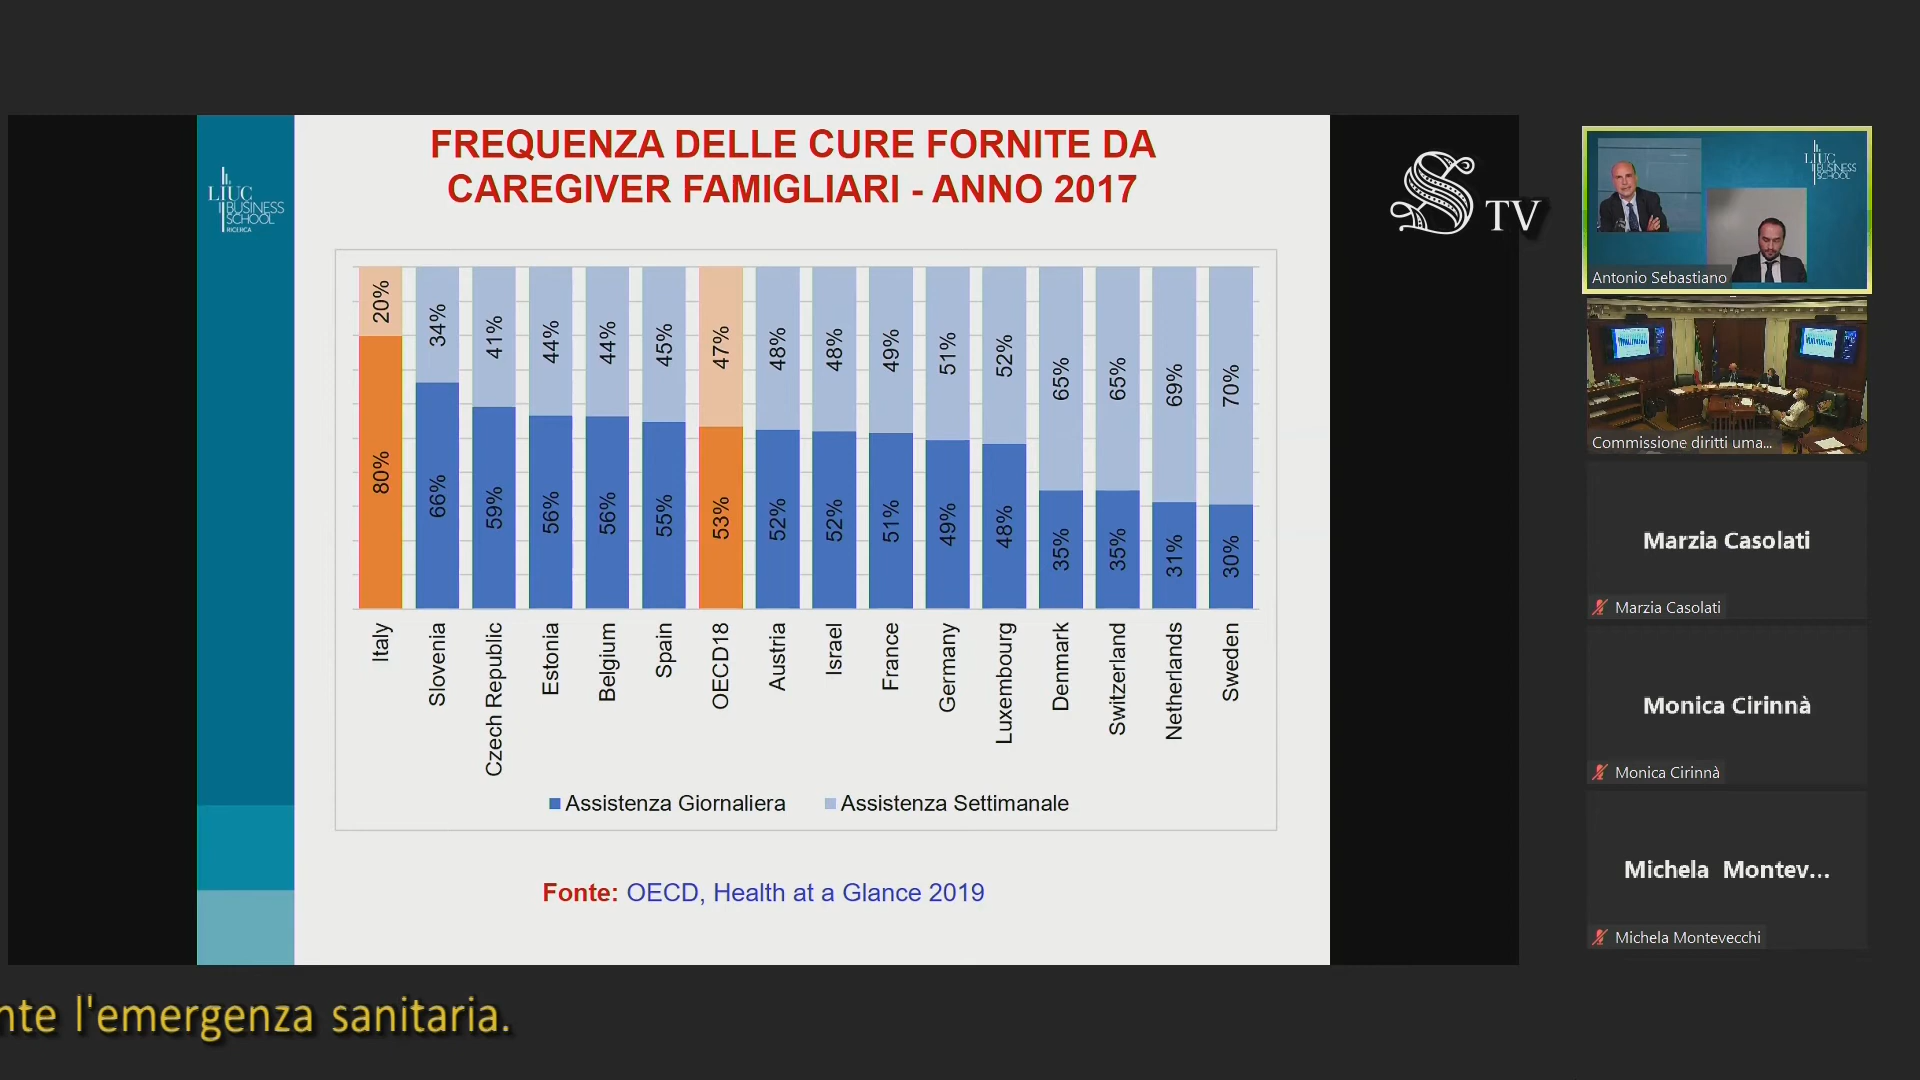 FREQUENZA DELLE CURE FORNITE DA
CAREGIVER FAMIGLIARI - ANNO 2017
LIUC
BUSINESS
SCHOOL
RICERCA
20%
34%
41%
44%
44%
45%
47%
48%
48%
49%
51%
52%
65%
65%
69%
70%
80%
66%
59%
56%
56%
55%
53%
52%
52%
51%
49%
48%
35%
35%
31%
30%
Italy
Slovenia
Czech Republic
Estonia
Belgium
Spain
OECD18
Austria
Israel
France
Germany
Luxembourg
Denmark
Switzerland
Netherlands
Sweden
Assistenza Giornaliera
Assistenza Settimanale
Fonte: OECD, Health at a Glance 2019
S TV
LIUC
BUSINESS
SCHOOL
Antonio Sebastiano
Commissione diritti uma...
Marzia Casolati
Marzia Casolati
Monica Cirinnà
Monica Cirinnà
Michela Montev...
Michela Montevecchi
nte l'emergenza sanitaria.